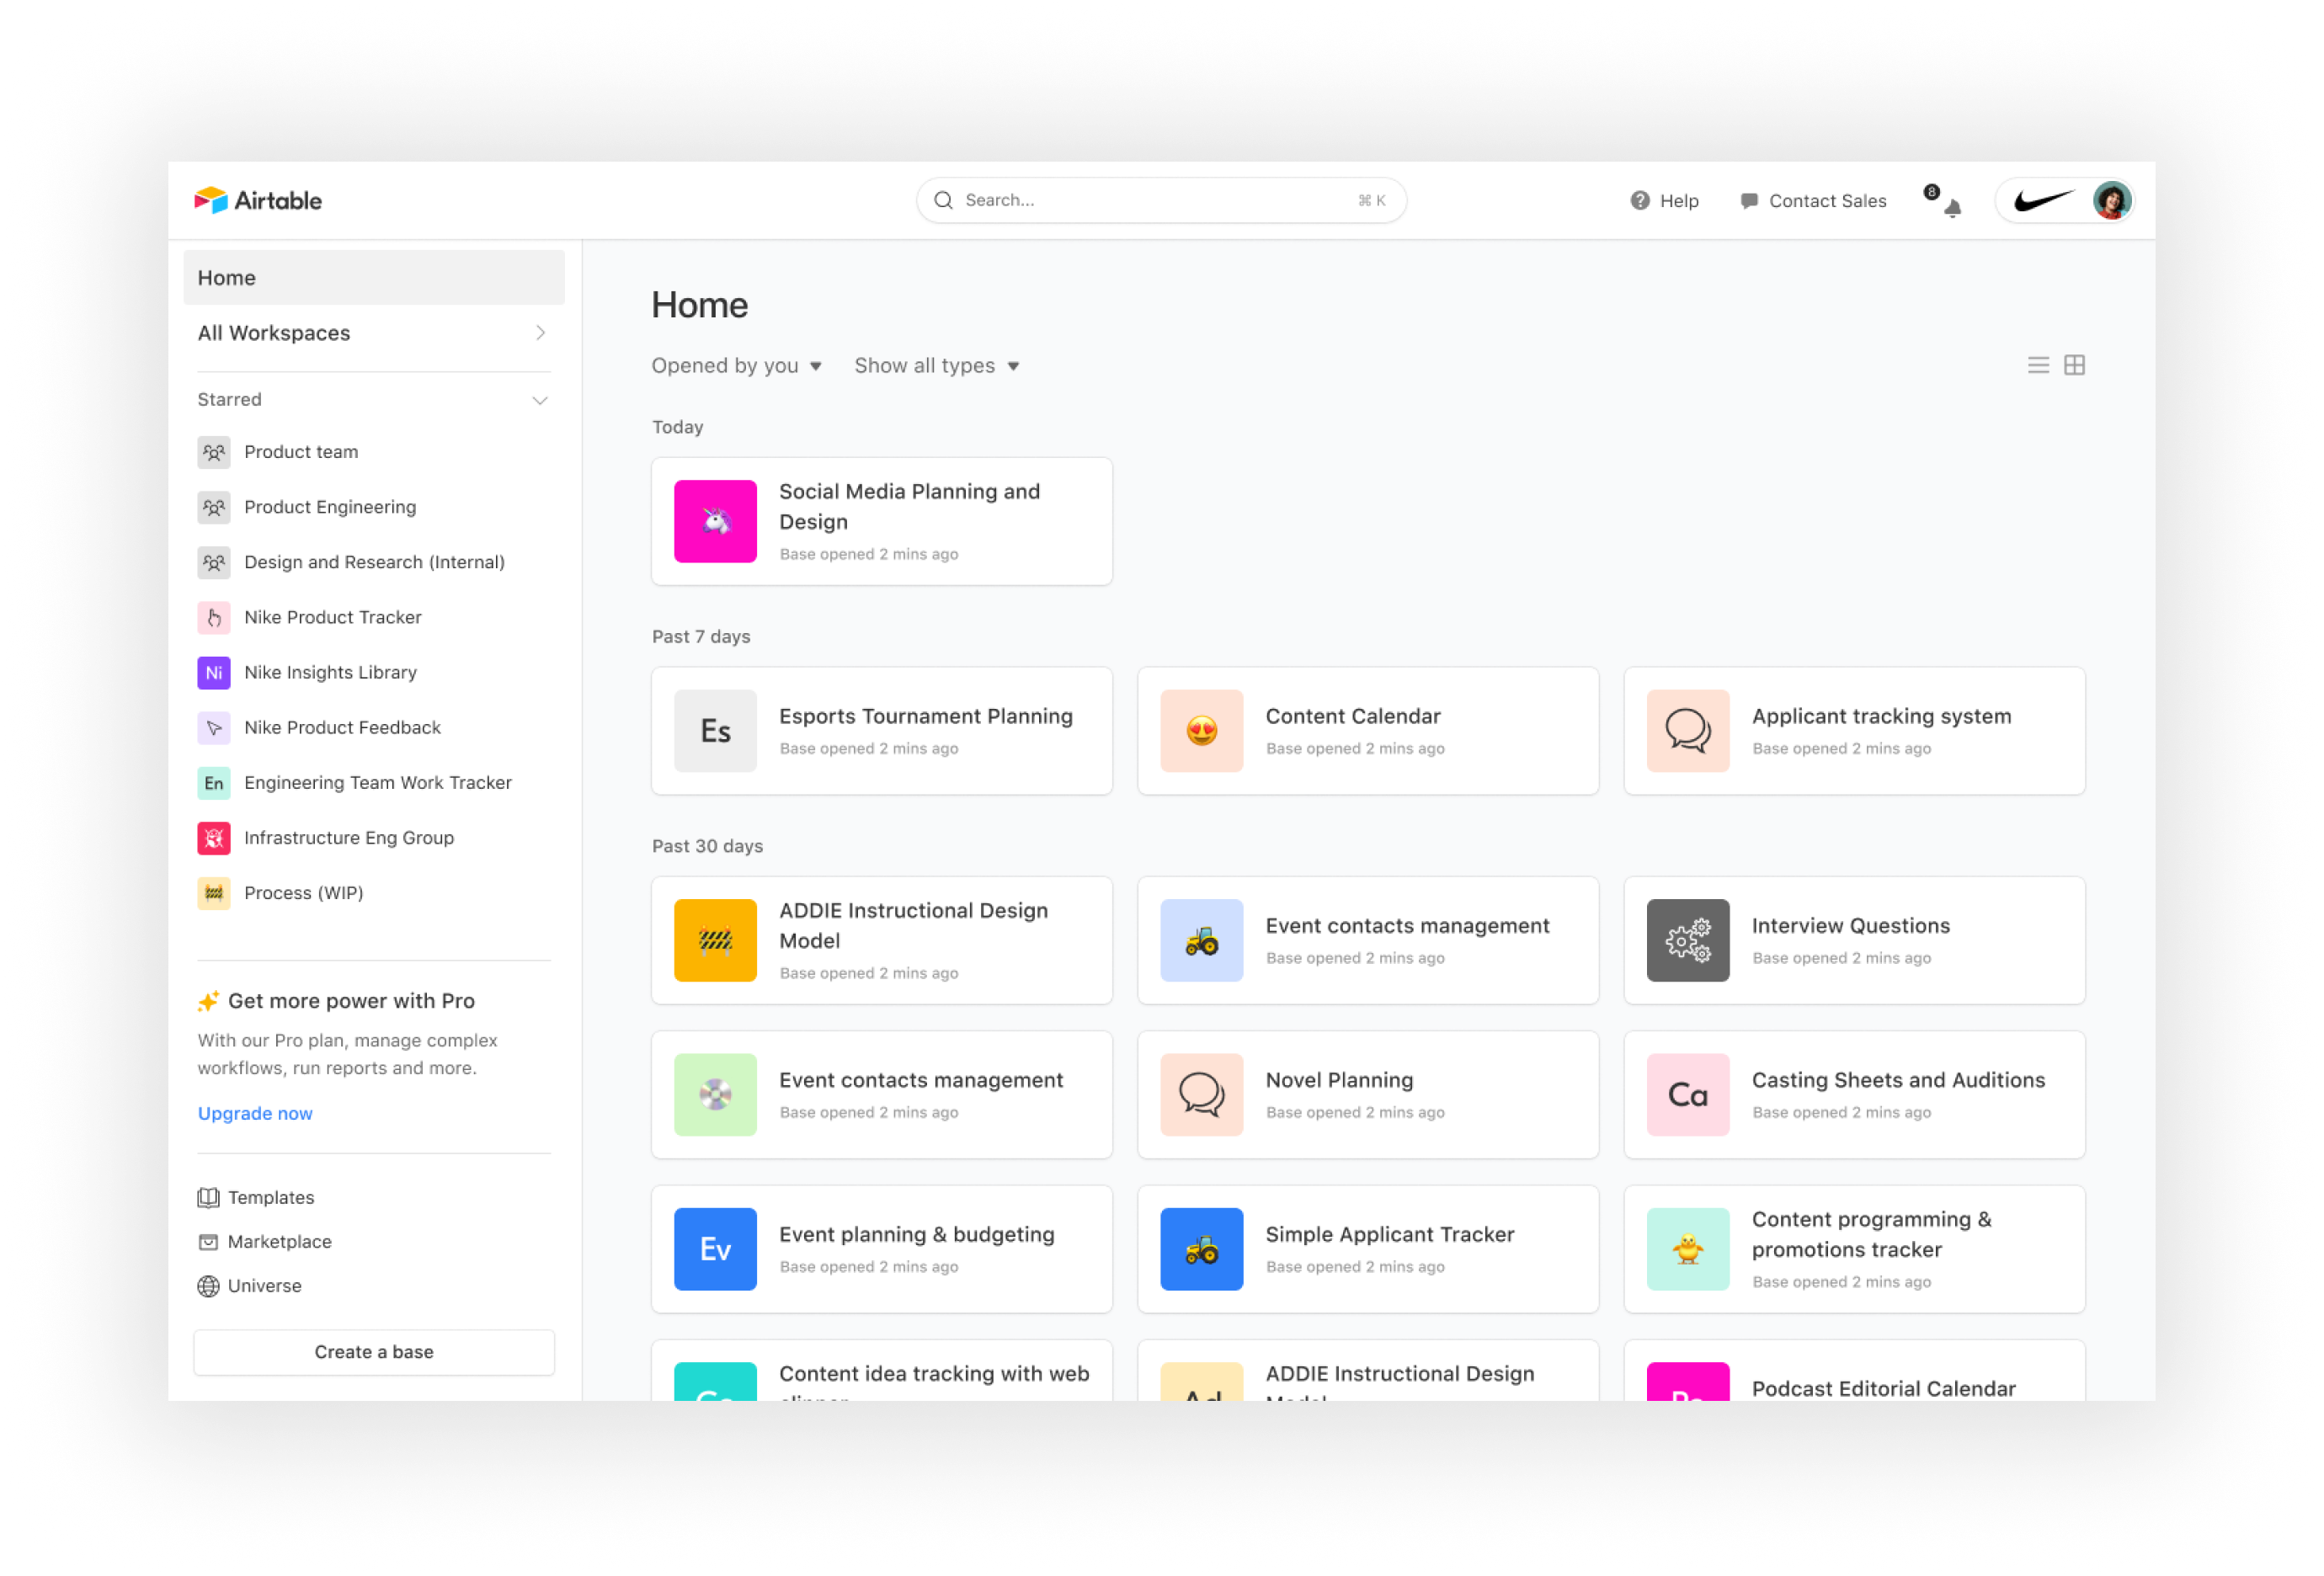 Airtable
Search...
⌘ K
Help
Contact Sales
8
Home
All Workspaces
Starred
Product team
Product Engineering
Design and Research (Internal)
Nike Product Tracker
Ni
Nike Insights Library
Nike Product Feedback
En
Engineering Team Work Tracker
Infrastructure Eng Group
Process (WIP)
Get more power with Pro
With our Pro plan, manage complex
workflows, run reports and more.
Upgrade now
Templates
Marketplace
Universe
Create a base
Home
Opened by you
Show all types
Today
Social Media Planning and
Design
Base opened 2 mins ago
Past 7 days
Es
Esports Tournament Planning
Base opened 2 mins ago
Content Calendar
Base opened 2 mins ago
Applicant tracking system
Base opened 2 mins ago
Past 30 days
ADDIE Instructional Design
Model
Base opened 2 mins ago
Event contacts management
Base opened 2 mins ago
Interview Questions
Base opened 2 mins ago
Event contacts management
Base opened 2 mins ago
Novel Planning
Base opened 2 mins ago
Ca
Casting Sheets and Auditions
Base opened 2 mins ago
Ev
Event planning & budgeting
Base opened 2 mins ago
Simple Applicant Tracker
Base opened 2 mins ago
Content programming &
promotions tracker
Base opened 2 mins ago
Content idea tracking with web
Ad
ADDIE Instructional Design
Model
Podcast Editorial Calendar